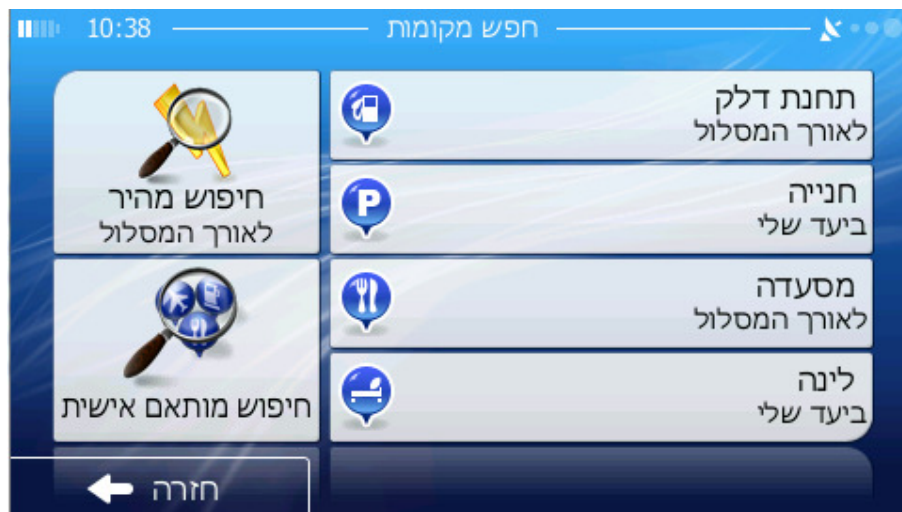 10:38
חפש מקומות
תחנת דלק
לאורך המסלול
חנייה
ביעד שלי
מסעדה
לאורך המסלול
לינה
ביעד שלי
חיפוש מהיר
לאורך המסלול
חיפוש מותאם אישית
חזרה